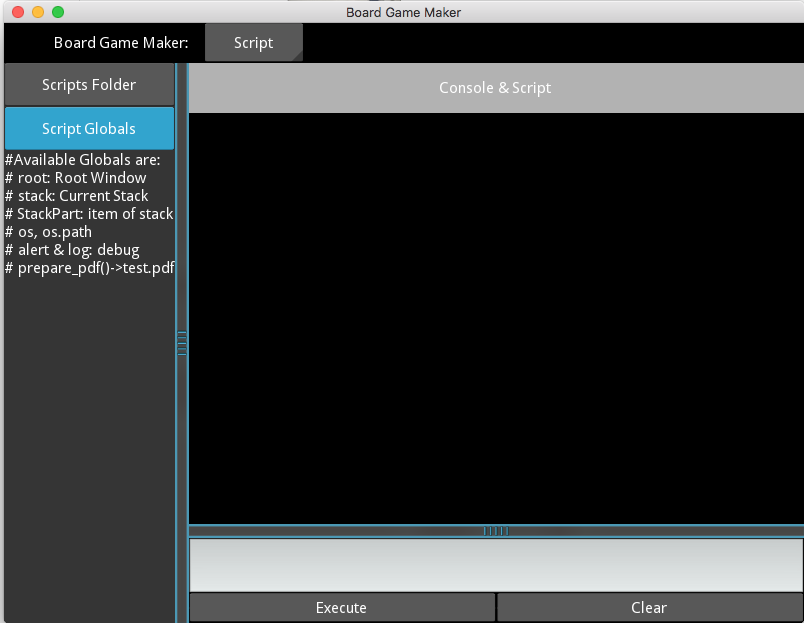 Board Game Maker
Board Game Maker:
Script
Scripts Folder
Script Globals
#Available Globals are:
# root: Root Window
# stack: Current Stack
# StackPart: item of stack
# os, os.path
# alert & log: debug
# prepare_pdf()->test.pdf
Console & Script
Execute
Clear